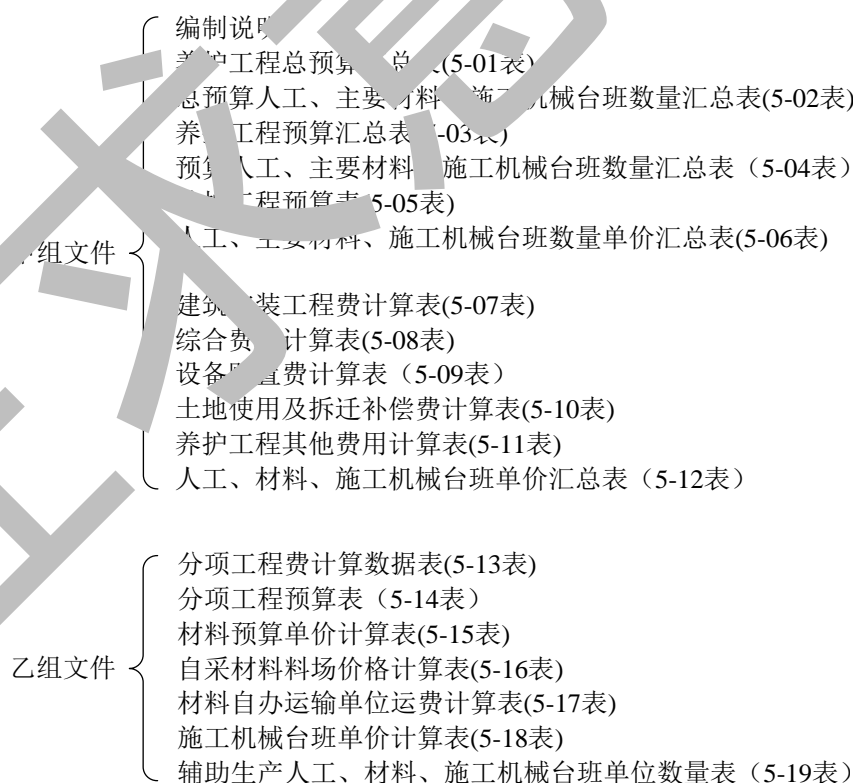 编制说
工程总预算 总 (5-01表)
总预算人工、主要材料 施工机械台班数量汇总表(5-02表)
养 工程预算汇总表 -03表)
预算人工、主要材料 施工机械台班数量汇总表（5-04表）
工程预算表 5-05表)
人工、主要材料、施工机械台班数量单价汇总表(5-06表)
组文件
建筑 装工程费计算表(5-07表)
综合费 计算表(5-08表)
设备 置费计算表（5-09表）
土地使用及拆迁补偿费计算表(5-10表)
养护工程其他费用计算表(5-11表)
人工、材料、施工机械台班单价汇总表（5-12表）
分项工程费计算数据表(5-13表)
分项工程预算表（5-14表）
材料预算单价计算表(5-15表)
乙组文件
自采材料料场价格计算表(5-16表)
材料自办运输单位运费计算表(5-17表)
施工机械台班单价计算表(5-18表)
辅助生产人工、材料、施工机械台班单位数量表（5-19表）